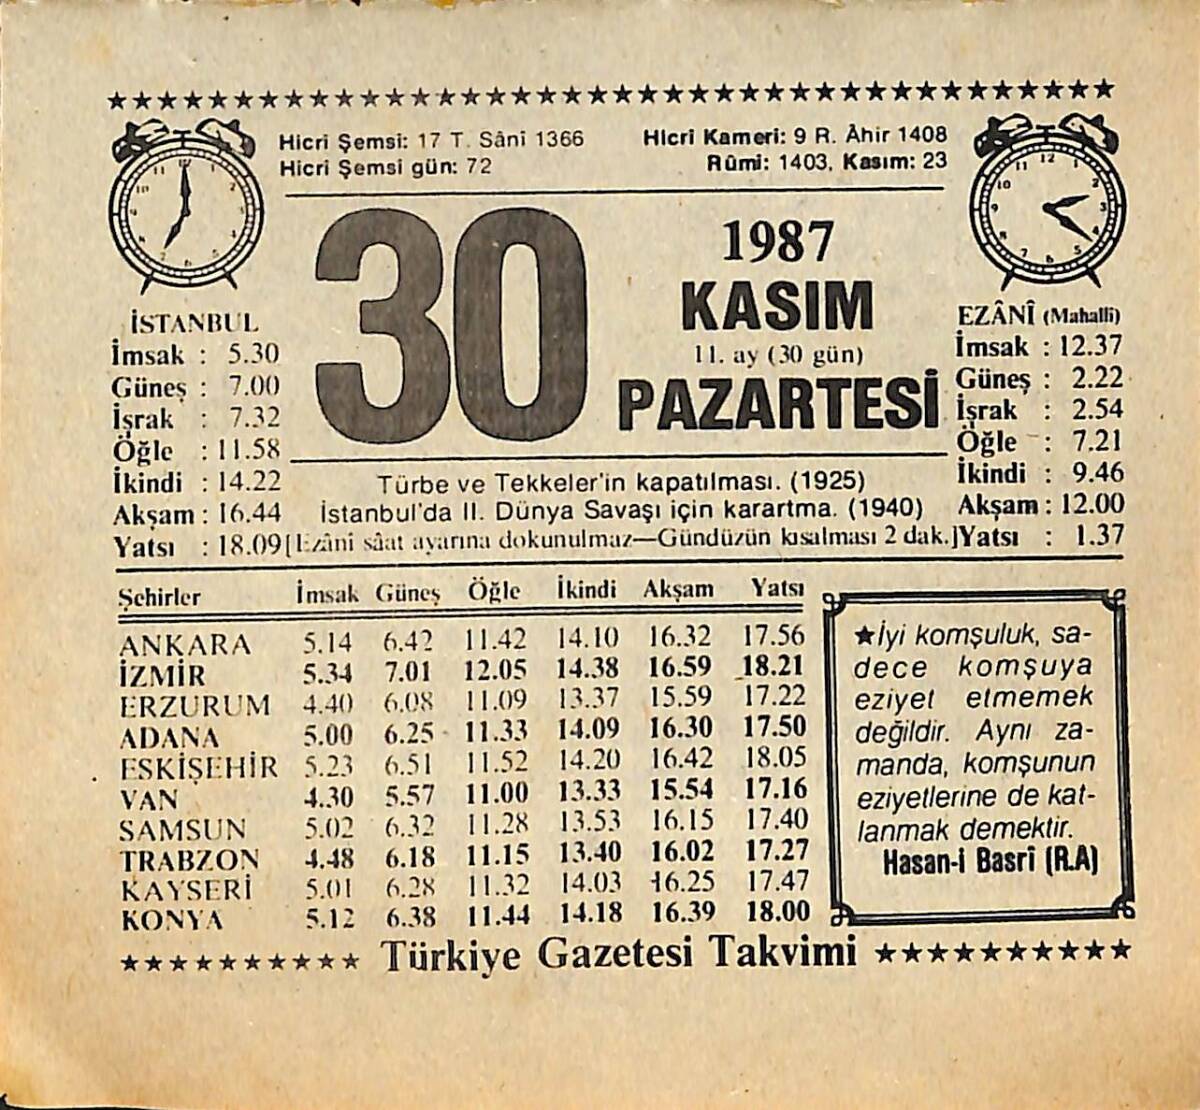 Hicrî Şemsi: 17 T. Sânî 1366
Hicri Şemsi gün: 72
Hicrî Kameri: 9 R. Âhir 1408
Rûmi: 1403, Kasım: 23
30
1987
KASIM
11. ay (30 gün)
PAZARTESİ
İSTANBUL
İmsak : 5.30
Güneş : 7.00
İşrak : 7.32
Öğle : 11.58
İkindi : 14.22
Akşam : 16.44
Yatsı : 18.09
EZÂNÎ (Mahallî)
İmsak : 12.37
Güneş : 2.22
İşrak : 2.54
Öğle : 7.21
İkindi : 9.46
Akşam : 12.00
Yatsı : 1.37
Türbe ve Tekkeler'in kapatılması. (1925)
İstanbul'da II. Dünya Savaşı için karartma. (1940)
[Ezânî sâat ayarına dokunulmaz—Gündüzün kısalması 2 dak.]
Şehirler İmsak Güneş Öğle İkindi Akşam Yatsı
ANKARA 5.14 6.42 11.42 14.10 16.32 17.56
İZMİR 5.34 7.01 12.05 14.38 16.59 18.21
ERZURUM 4.40 6.08 11.09 13.37 15.59 17.22
ADANA 5.00 6.25 11.33 14.09 16.30 17.50
ESKİŞEHİR 5.23 6.51 11.52 14.20 16.42 18.05
VAN 4.30 5.57 11.00 13.33 15.54 17.16
SAMSUN 5.02 6.32 11.28 13.53 16.15 17.40
TRABZON 4.48 6.18 11.15 13.40 16.02 17.27
KAYSERİ 5.01 6.28 11.32 14.03 16.25 17.47
KONYA 5.12 6.38 11.44 14.18 16.39 18.00
★İyi komşuluk, sa-
dece komşuya
eziyet etmemek
değildir. Aynı za-
manda, komşunun
eziyetlerine de kat-
lanmak demektir.
Hasan-i Basrî (R.A)
Türkiye Gazetesi Takvimi